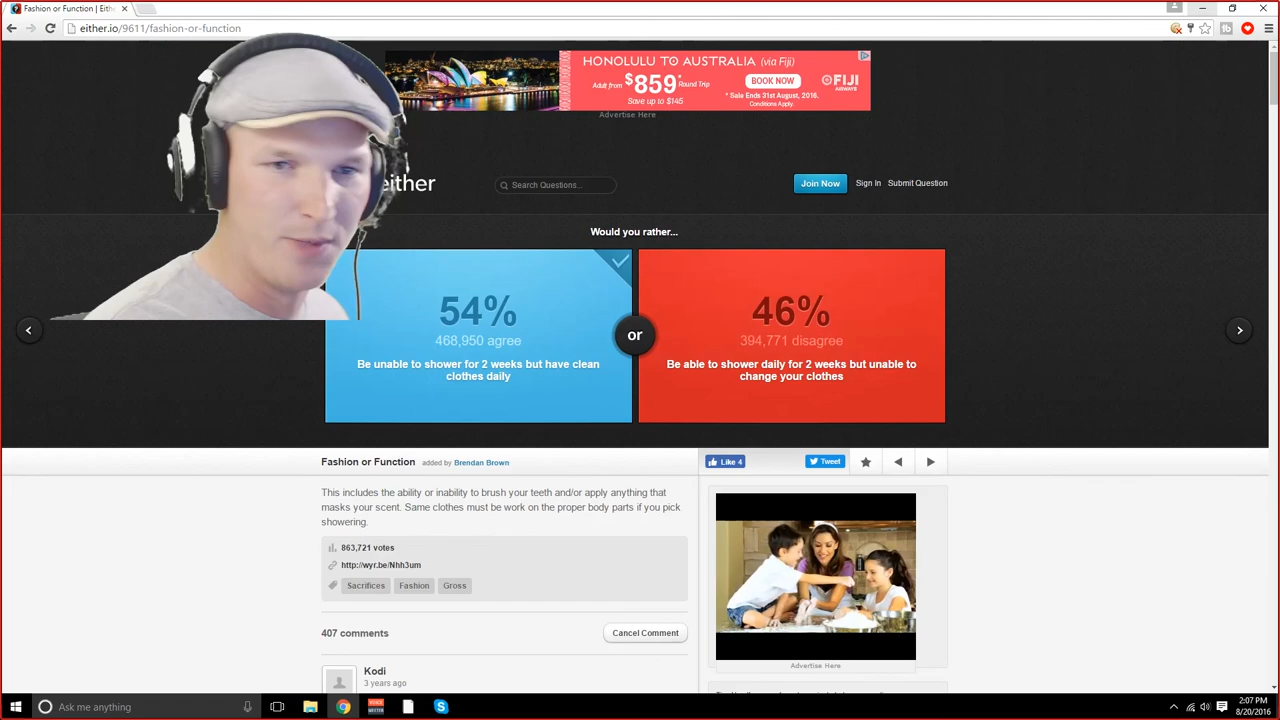 Fashion or Function | Eith
either.io/9611/fashion-or-function
HONOLULU TO AUSTRALIA (via Fiji)
Adult from $859* Round Trip
Save up to $145
BOOK NOW
* Sale Ends 31st August, 2016.
Conditions Apply.
FIJI
AIRWAYS
Advertise Here
either
Search Questions...
Join Now
Sign In
Submit Question
Would you rather...
54%
468,950 agree
Be unable to shower for 2 weeks but have clean
clothes daily
or
46%
394,771 disagree
Be able to shower daily for 2 weeks but unable to
change your clothes
Fashion or Function added by Brendan Brown
Like 4
Tweet
This includes the ability or inability to brush your teeth and/or apply anything that
masks your scent. Same clothes must be work on the proper body parts if you pick
showering.
863,721 votes
http://wyr.be/Nhh3um
Sacrifices
Fashion
Gross
407 comments
Cancel Comment
Advertise Here
Kodi
3 years ago
Ask me anything
2:07 PM
8/20/2016